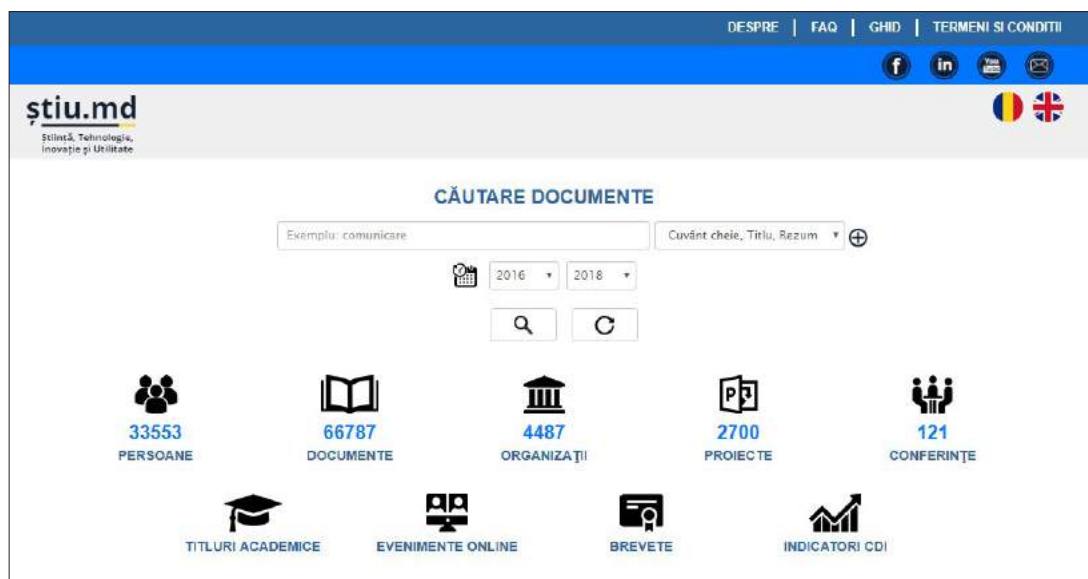 DESPRE | FAQ | GHID | TERMENI SI CONDITII
știu.md
Știință, Tehnologie,
Inovație și Utilitate
CĂUTARE DOCUMENTE
Exemplu: comunicare
Cuvânt cheie, Titlu, Rezum
2016
2018
33553
PERSOANE
66787
DOCUMENTE
4487
ORGANIZAȚII
2700
PROIECTE
121
CONFERINȚE
TITLURI ACADEMICE
EVENIMENTE ONLINE
BREVETE
INDICATORI CDI